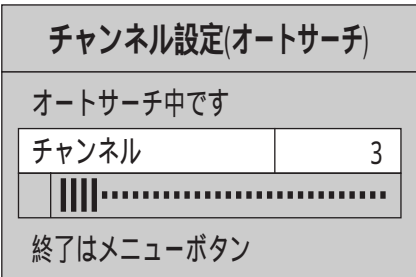 チャンネル設定(オートサーチ)
オートサーチ中です
チャンネル 3
終了はメニューボタン